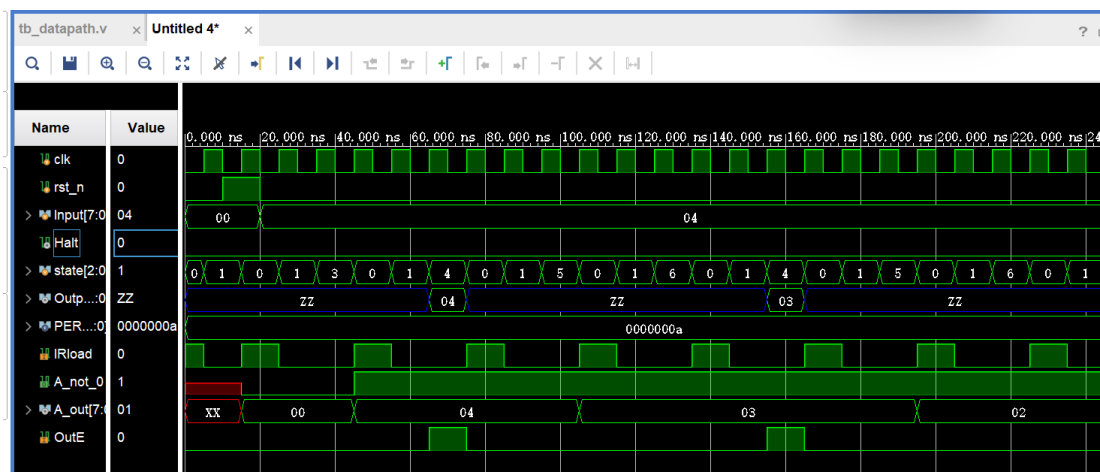 tb_datapath.v × Untitled 4* × ?
Name Value
0.000 ns 20.000 ns 40.000 ns 60.000 ns 80.000 ns 100.000 ns 120.000 ns 140.000 ns 160.000 ns 180.000 ns 200.000 ns 220.000 ns 24
clk 0
rst_n 0
Input[7:0 04 00 04
Halt 0
state[2:0 1 0 1 0 1 3 0 1 4 0 1 5 0 1 6 0 1 4 0 1 5 0 1 6 0 1
Outp...:0 ZZ ZZ 04 ZZ 03 ZZ
PER...:0] 0000000a 0000000a
IRload 0
A_not_0 1
A_out[7:0 01 XX 00 04 03 02
OutE 0